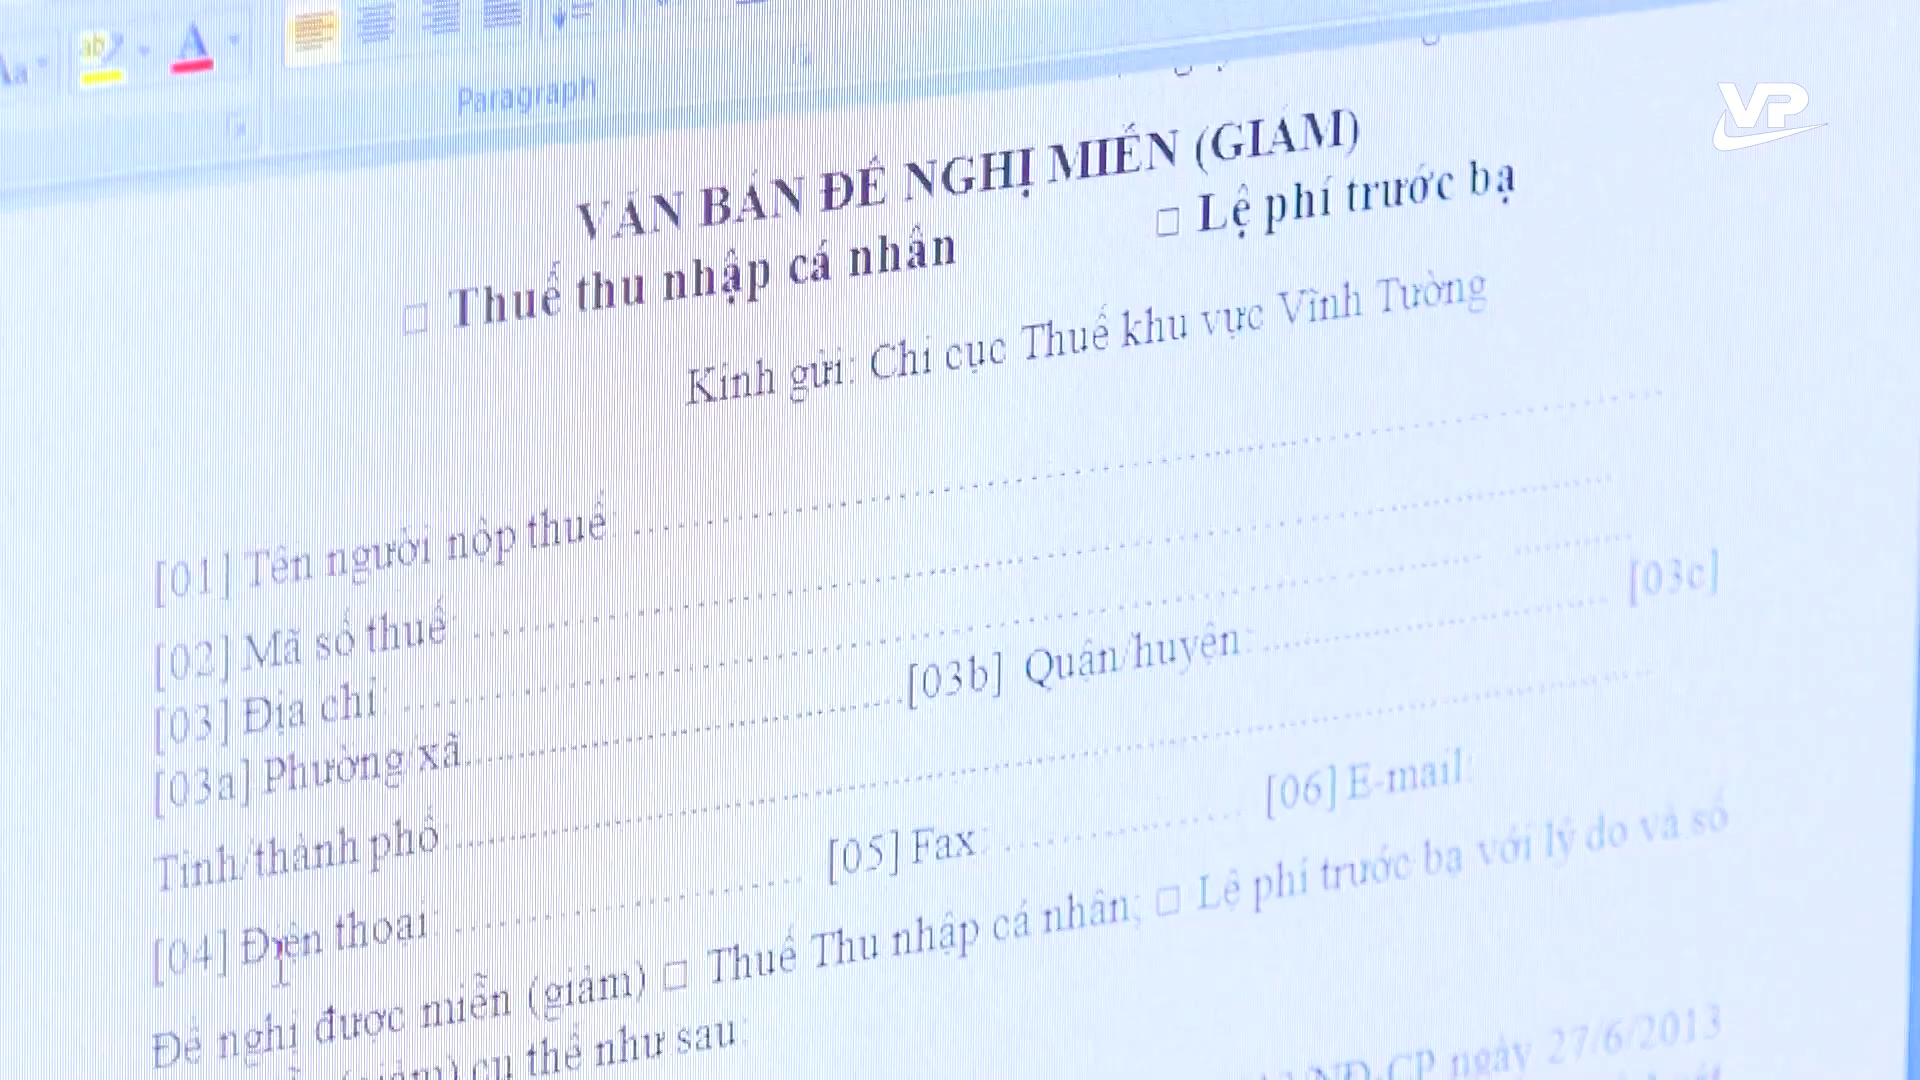 Aa
Paragraph
VP
VĂN BẢN ĐỀ NGHỊ MIỄN (GIẢM)
□ Thuế thu nhập cá nhân □ Lệ phí trước bạ
Kính gửi: Chi cục Thuế khu vực Vĩnh Tường
[01] Tên người nộp thuế:
[02] Mã số thuế:
[03] Địa chỉ:
[03a] Phường/xã [03b] Quận/huyện: [03c]
Tỉnh/thành phố
[04] Điện thoại: [05] Fax: [06] E-mail:
Đề nghị được miễn (giảm) □ Thuế Thu nhập cá nhân; □ Lệ phí trước bạ với lý do và số
(giảm) cụ thể như sau:
NĐ-CP ngày 27/6/2013